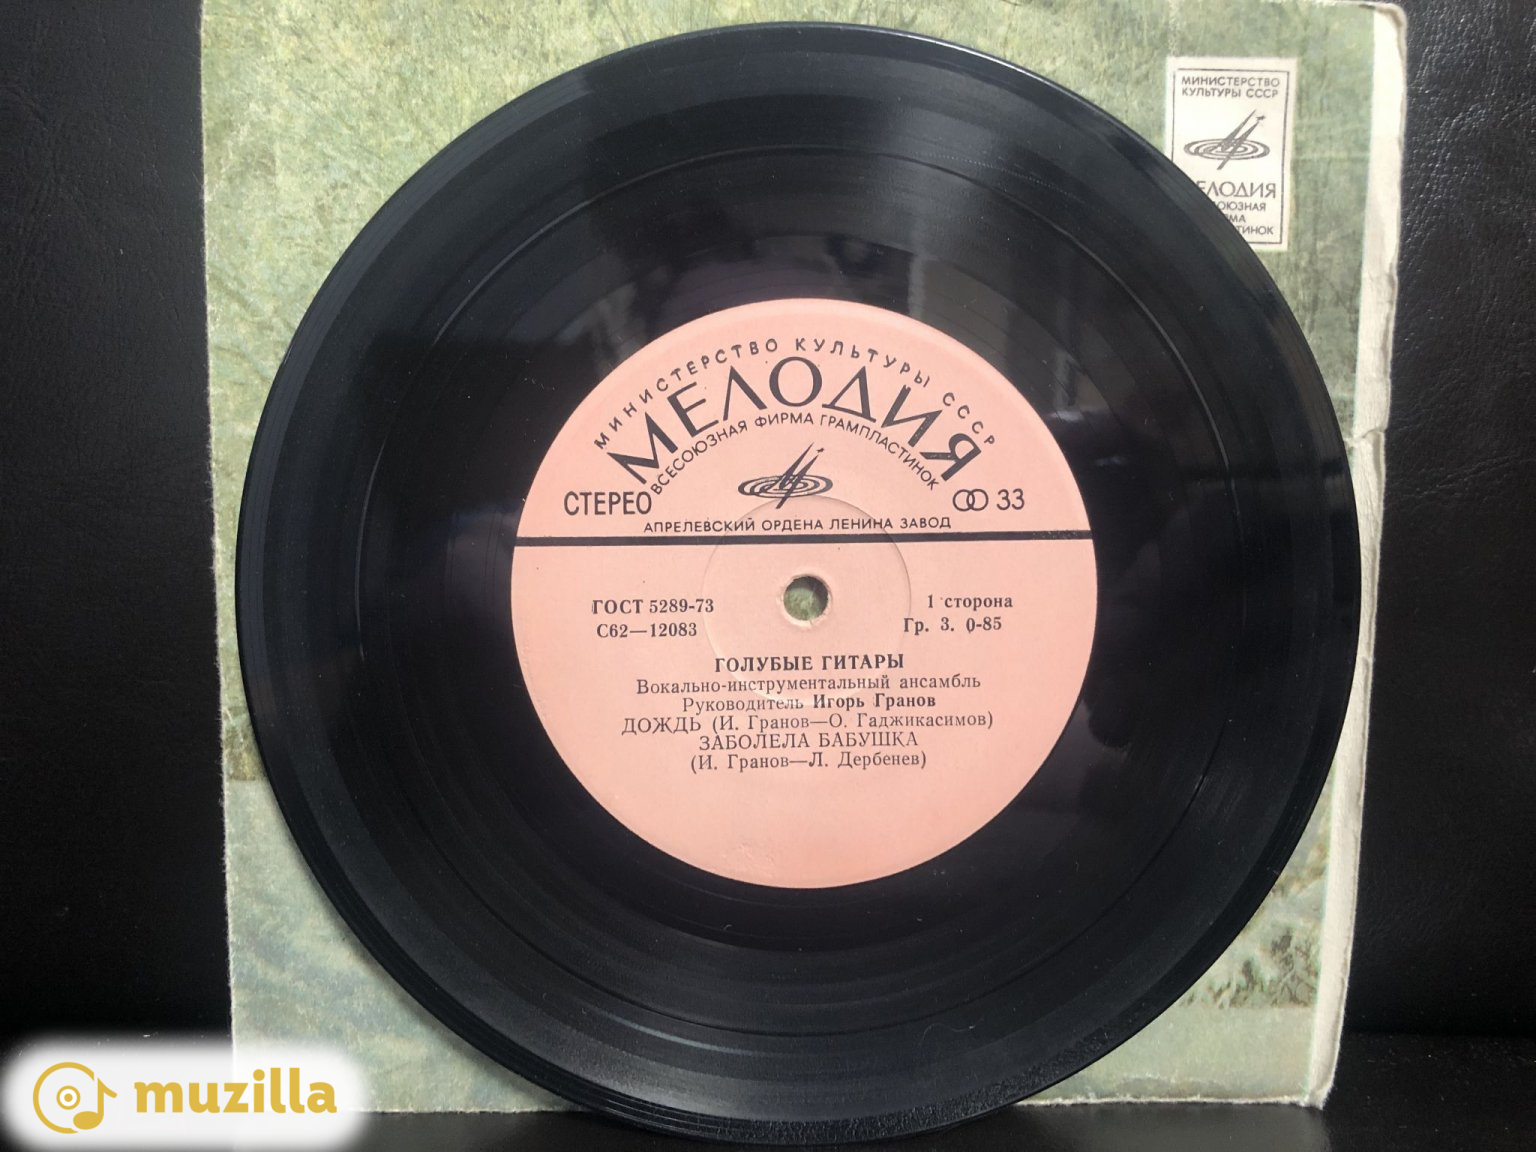 МИНИСТЕРСТВО
КУЛЬТУРЫ СССР
МИНИСТЕРСТВО КУЛЬТУРЫ СССР
МЕЛОДИЯ
ВСЕСОЮЗНАЯ ФИРМА ГРАМПЛАСТИНОК
СТЕРЕО
33
АПРЕЛЕВСКИЙ ОРДЕНА ЛЕНИНА ЗАВОД
ГОСТ 5289-73
1 сторона
С62—12083
Гр. 3. 0-85
ГОЛУБЫЕ ГИТАРЫ
Вокально-инструментальный ансамбль
Руководитель Игорь Гранов
ДОЖДЬ (И. Гранов—О. Гаджикасимов)
ЗАБОЛЕЛА БАБУШКА
(И. Гранов—Л. Дербенев)
muzilla